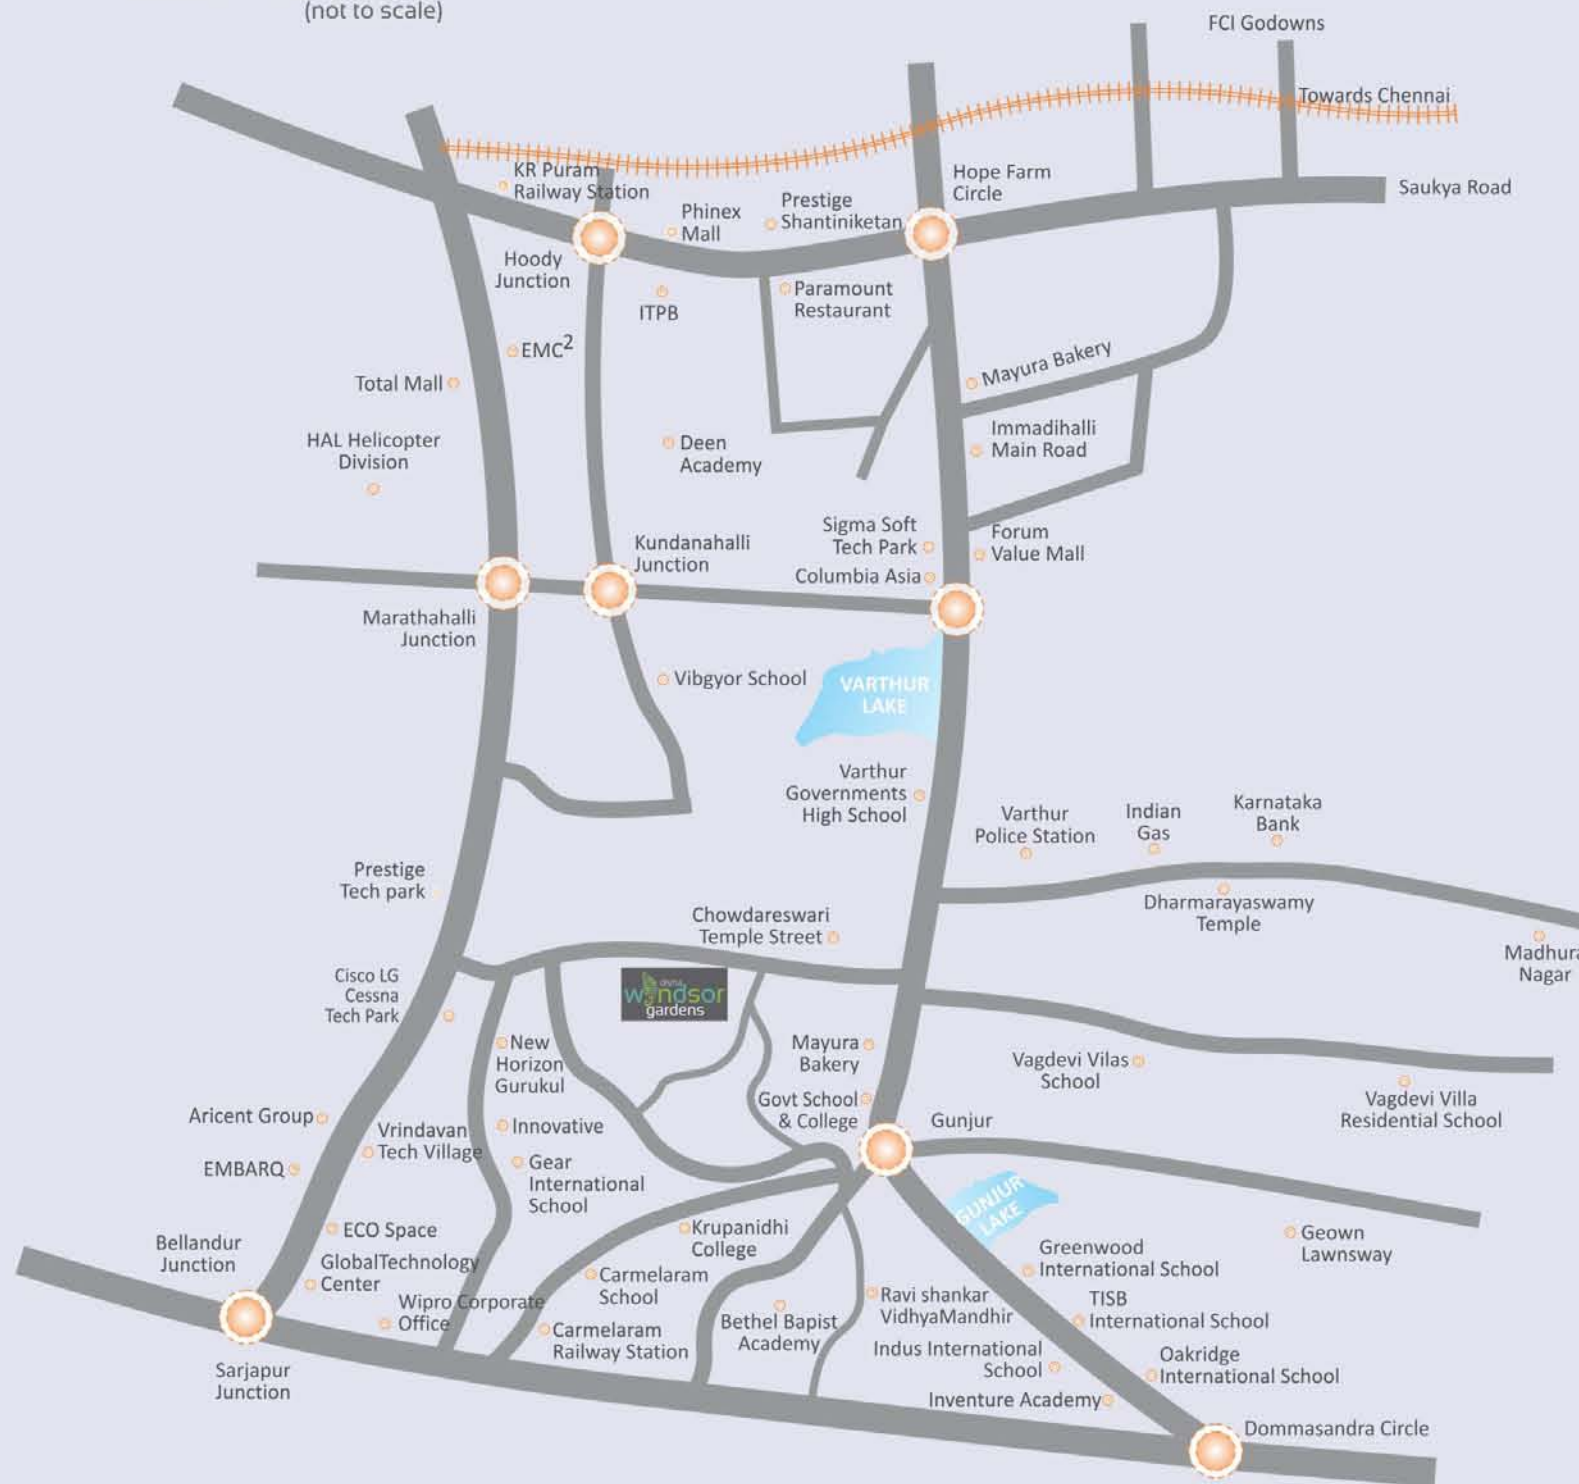 (not to scale)
FCI Godowns
Towards Chennai
KR Puram
Railway Station
Hope Farm
Circle
Saukya Road
Phinex
Mall
Prestige
Shantiniketan
Hoody
Junction
ITPB
Paramount
Restaurant
EMC2
Total Mall
Mayura Bakery
HAL Helicopter
Division
Deen
Academy
Immadihalli
Main Road
Sigma Soft
Tech Park
Forum
Value Mall
Kundanahalli
Junction
Columbia Asia
Marathahalli
Junction
Vibgyor School
VARTHUR
LAKE
Varthur
Governments
High School
Varthur
Police Station
Indian
Gas
Karnataka
Bank
Prestige
Tech park
Dharmarayaswamy
Temple
Chowdareswari
Temple Street
Madhura
Nagar
Cisco LG
Cessna
Tech Park
windsor
gardens
New
Horizon
Gurukul
Mayura
Bakery
Vagdevi Vilas
School
Govt School
& College
Vagdevi Villa
Residential School
Aricent Group
Vrindavan
Tech Village
Innovative
Gunjur
EMBARQ
Gear
International
School
GUNJUR
LAKE
ECO Space
Krupanidhi
College
Geown
Lawnsway
Bellandur
Junction
GlobalTechnology
Center
Carmelaram
School
Greenwood
International School
Wipro Corporate
Office
Ravi shankar
VidhyaMandhir
TISB
International School
Bethel Bapist
Academy
Carmelaram
Railway Station
Indus International
School
Oakridge
International School
Sarjapur
Junction
Inventure Academy
Dommasandra Circle